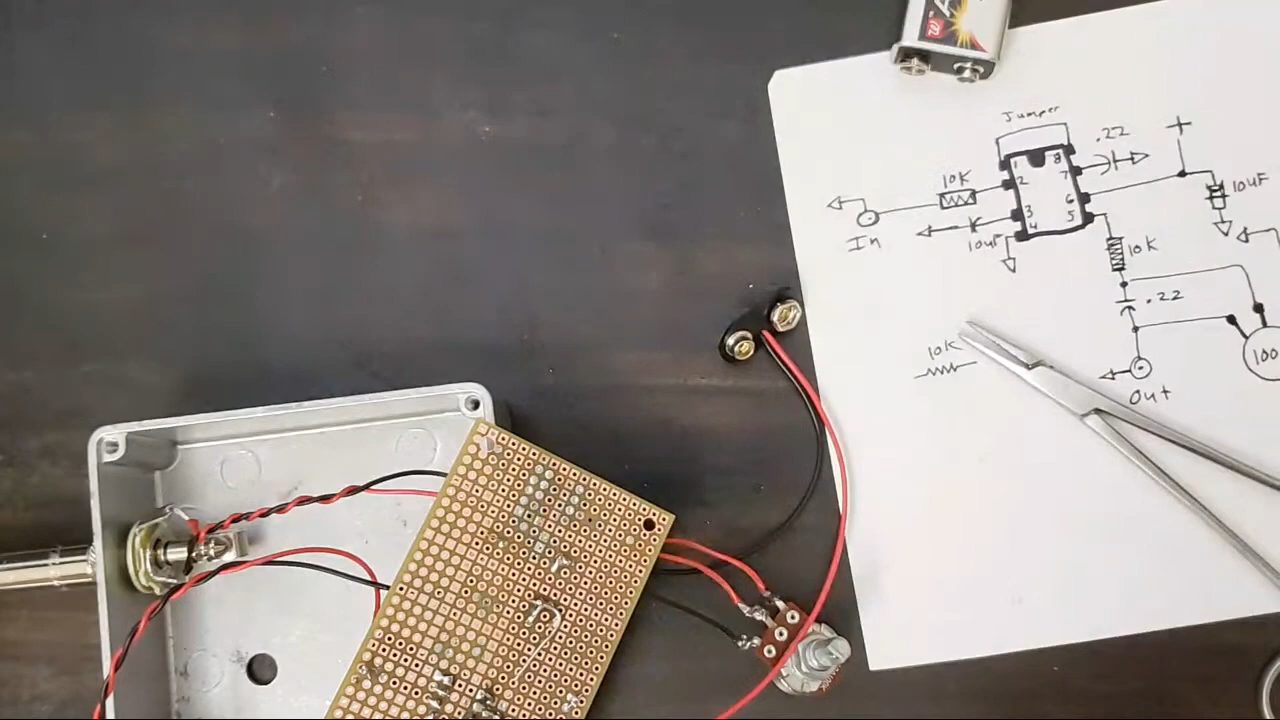 Jumper
.22
10K
1 8
2 7
3 6
4 5
10uF
In
10uF
10K
.22
10K
100
Out